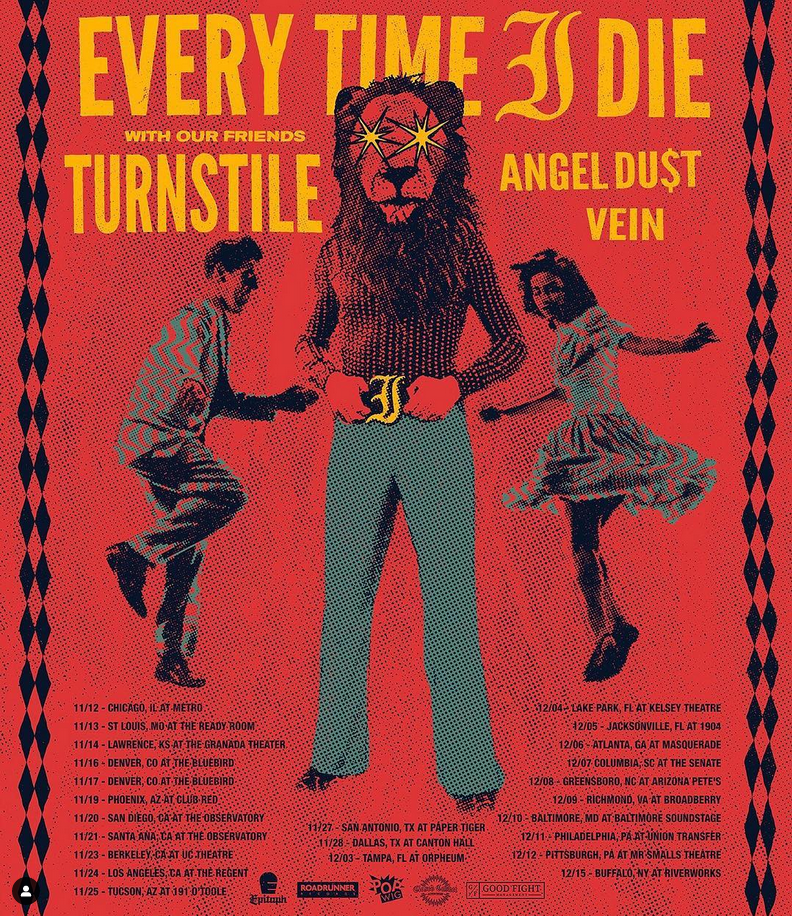 EVERY TIME I DIE
WITH OUR FRIENDS
TURNSTILE
ANGEL DU$T
VEIN
I
11/12 - CHICAGO, IL AT METRO
11/13 - ST LOUIS, MO AT THE READY ROOM
11/14 - LAWRENCE, KS AT THE GRANADA THEATER
11/16 - DENVER, CO AT THE BLUEBIRD
11/17 - DENVER, CO AT THE BLUEBIRD
11/19 - PHOENIX, AZ AT CLUB RED
11/20 - SAN DIEGO, CA AT THE OBSERVATORY
11/21 - SANTA ANA, CA AT THE OBSERVATORY
11/23 - BERKELEY, CA AT UC THEATRE
11/24 - LOS ANGELES, CA AT THE REGENT
11/25 - TUCSON, AZ AT 191 O'TOOLE
11/27 - SAN ANTONIO, TX AT PAPER TIGER
11/28 - DALLAS, TX AT CANTON HALL
12/03 - TAMPA, FL AT ORPHEUM
12/04 - LAKE PARK, FL AT KELSEY THEATRE
12/05 - JACKSONVILLE, FL AT 1904
12/06 - ATLANTA, GA AT MASQUERADE
12/07 COLUMBIA, SC AT THE SENATE
12/08 - GREENSBORO, NC AT ARIZONA PETE'S
12/09 - RICHMOND, VA AT BROADBERRY
12/10 - BALTIMORE, MD AT BALTIMORE SOUNDSTAGE
12/11 - PHILADELPHIA, PA AT UNION TRANSFER
12/12 - PITTSBURGH, PA AT MR SMALLS THEATRE
12/15 - BUFFALO, NY AT RIVERWORKS
Epitaph
ROADRUNNER
RECORDS
POP
WIG
GOOD FIGHT